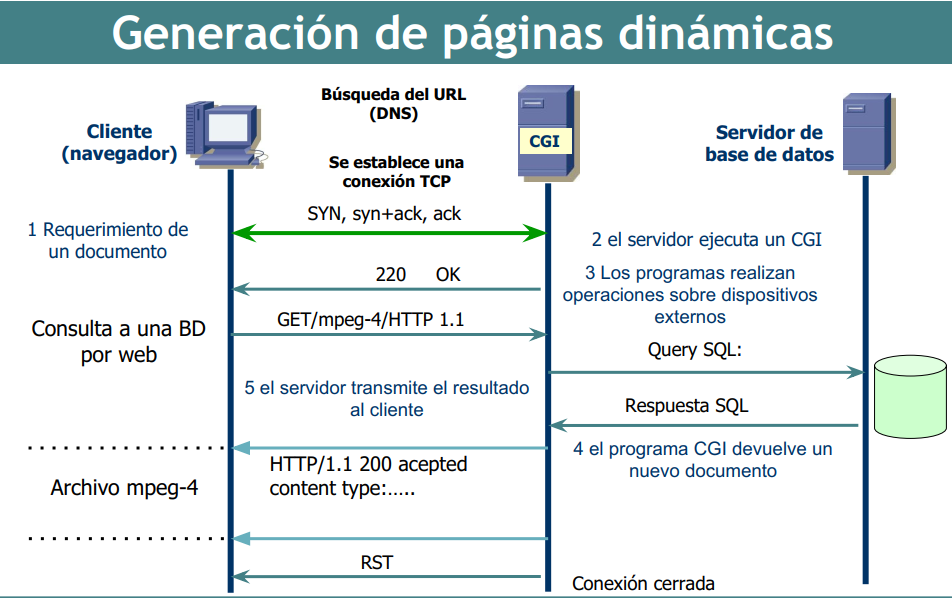 Generación de páginas dinámicas
Búsqueda del URL
(DNS)
Cliente
(navegador)
CGI
Servidor de
base de datos
Se establece una
conexión TCP
SYN, syn+ack, ack
1 Requerimiento de
un documento
2 el servidor ejecuta un CGI
220 OK
3 Los programas realizan
operaciones sobre dispositivos
externos
GET/mpeg-4/HTTP 1.1
Consulta a una BD
por web
Query SQL:
5 el servidor transmite el resultado
al cliente
Respuesta SQL
4 el programa CGI devuelve un
nuevo documento
HTTP/1.1 200 acepted
content type:.....
Archivo mpeg-4
RST
Conexión cerrada